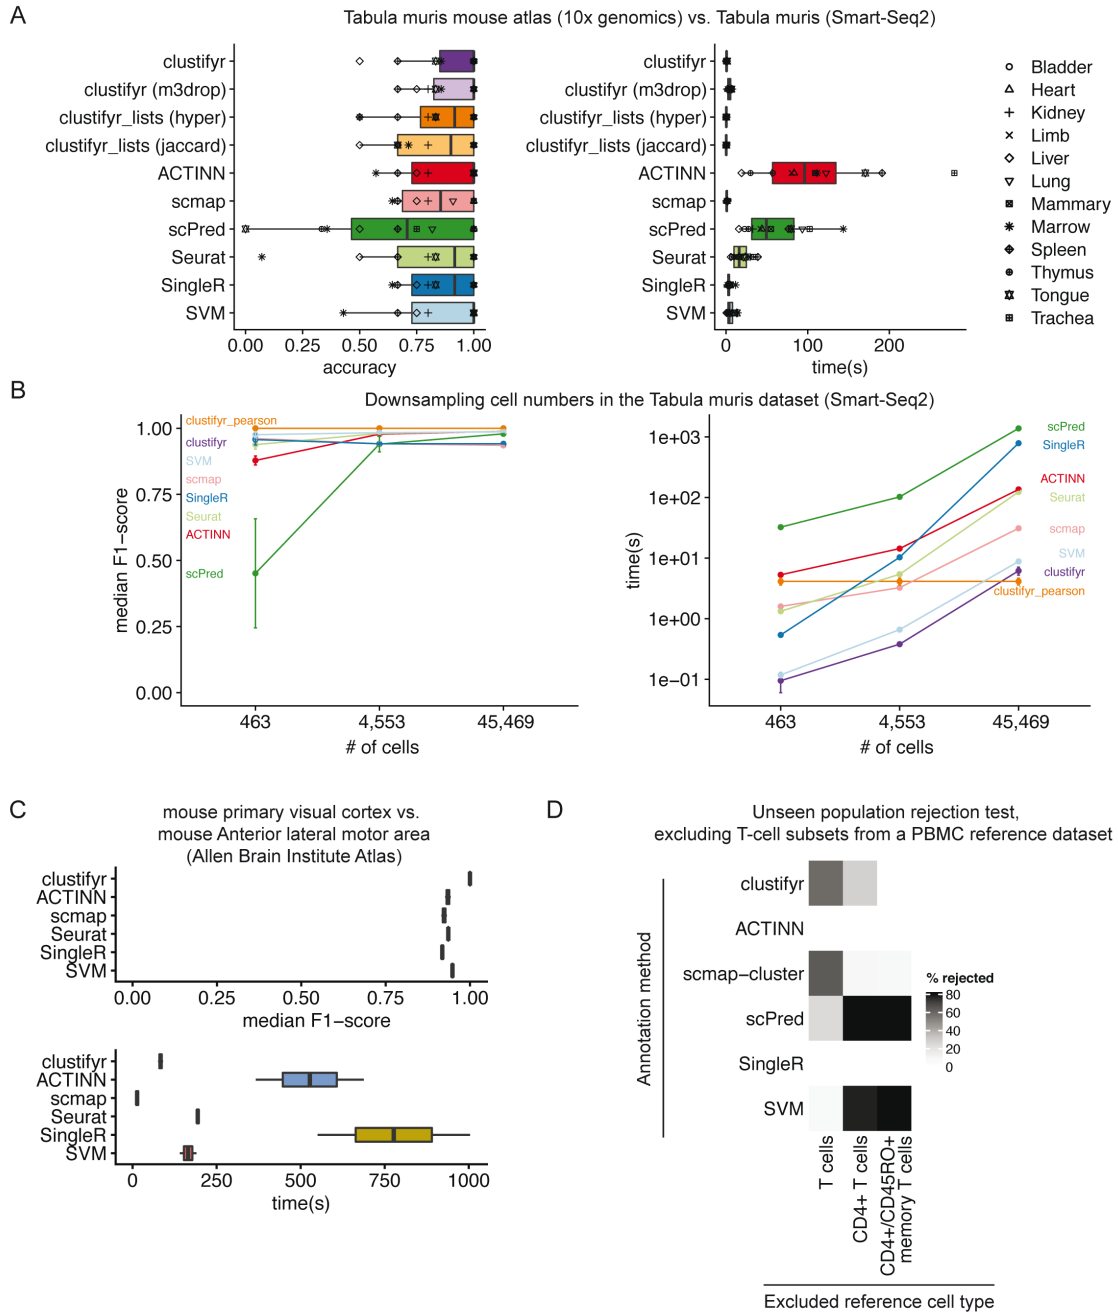 A
Tabula muris mouse atlas (10x genomics) vs. Tabula muris (Smart-Seq2)
clustifyr
clustifyr (m3drop)
clustifyr_lists (hyper)
clustifyr_lists (jaccard)
ACTINN
scmap
scPred
Seurat
SingleR
SVM
0.00 0.25 0.50 0.75 1.00
accuracy
clustifyr
clustifyr (m3drop)
clustifyr_lists (hyper)
clustifyr_lists (jaccard)
ACTINN
scmap
scPred
Seurat
SingleR
SVM
0 100 200
time(s)
Bladder
Heart
Kidney
Limb
Liver
Lung
Mammary
Marrow
Spleen
Thymus
Tongue
Trachea
B
Downsampling cell numbers in the Tabula muris dataset (Smart-Seq2)
median F1−score
1.00
0.75
0.50
0.25
0.00
clustifyr_pearson
clustifyr
SVM
scmap
SingleR
Seurat
ACTINN
scPred
463 4,553 45,469
# of cells
time(s)
1e+03
1e+02
1e+01
1e+00
1e−01
scPred
SingleR
ACTINN
Seurat
scmap
SVM
clustifyr
clustifyr_pearson
463 4,553 45,469
# of cells
C
mouse primary visual cortex vs.
mouse Anterior lateral motor area
(Allen Brain Institute Atlas)
clustifyr
ACTINN
scmap
Seurat
SingleR
SVM
0.00 0.25 0.50 0.75 1.00
median F1−score
clustifyr
ACTINN
scmap
Seurat
SingleR
SVM
0 250 500 750 1000
time(s)
D
Unseen population rejection test,
excluding T-cell subsets from a PBMC reference dataset
Annotation method
clustifyr
ACTINN
scmap−cluster
scPred
SingleR
SVM
% rejected
80
60
40
20
0
T cells
CD4+ T cells
CD4+/CD45RO+
memory T cells
Excluded reference cell type